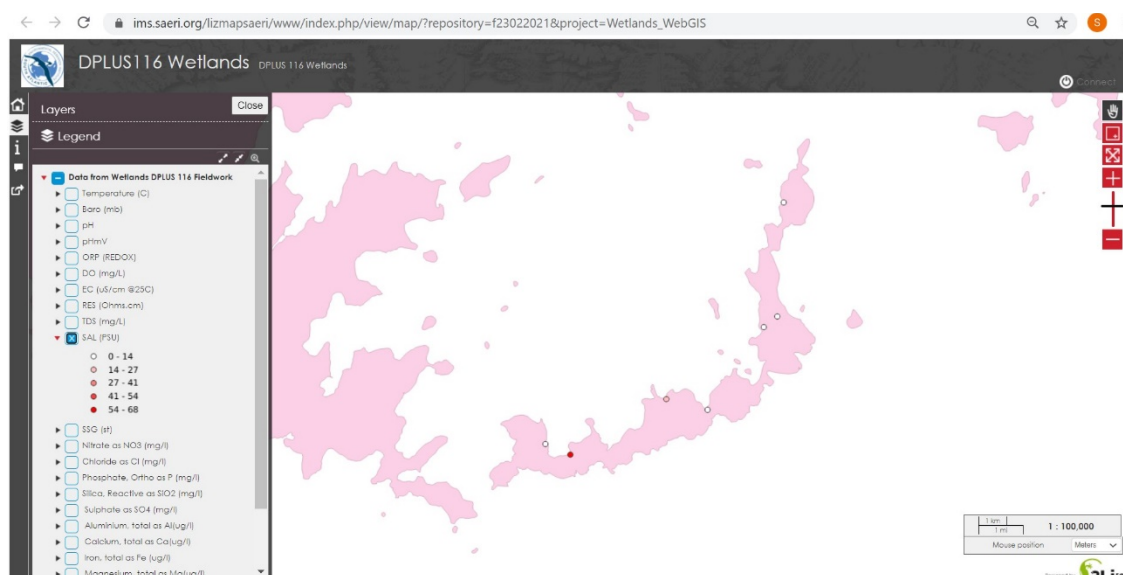 ims.saeri.org/lizmapsaeri/www/index.php/view/map/?repository=f23022021&project=Wetlands_WebGIS
S
DPLUS116 Wetlands DPLUS 116 Wetlands
Connect
Layers
Close
Legend
Data from Wetlands DPLUS 116 Fieldwork
Temperature (C)
Baro (mb)
pH
pHmV
ORP (REDOX)
DO (mg/L)
EC (uS/cm @25C)
RES (Ohms.cm)
TDS (mg/L)
SAL (PSU)
0 - 14
14 - 27
27 - 41
41 - 54
54 - 68
SSG (st)
Nitrate as NO3 (mg/l)
Chloride as Cl (mg/l)
Phosphate, Ortho as P (mg/l)
Silica, Reactive as SiO2 (mg/l)
Sulphate as SO4 (mg/l)
Aluminium, total as Al(ug/l)
Calcium, total as Ca(ug/l)
Iron, total as Fe (ug/l)
Magnesium, total as Mg(ug/l)
1 km
1 mi
1 : 100,000
Mouse position
Meters